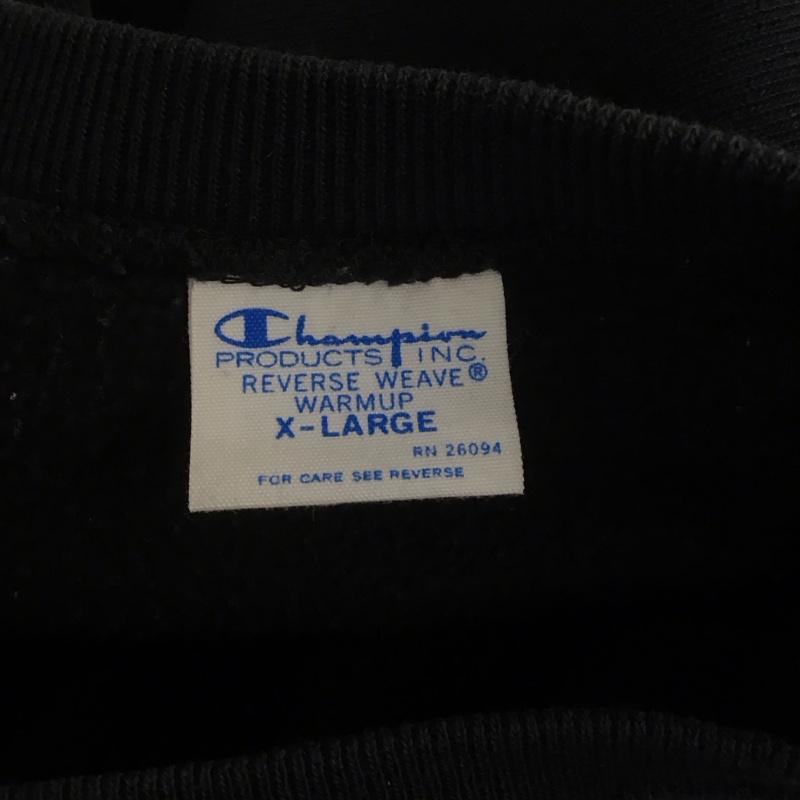 Champion
PRODUCTS INC.
REVERSE WEAVE®
WARMUP
X-LARGE
RN 26094
FOR CARE SEE REVERSE